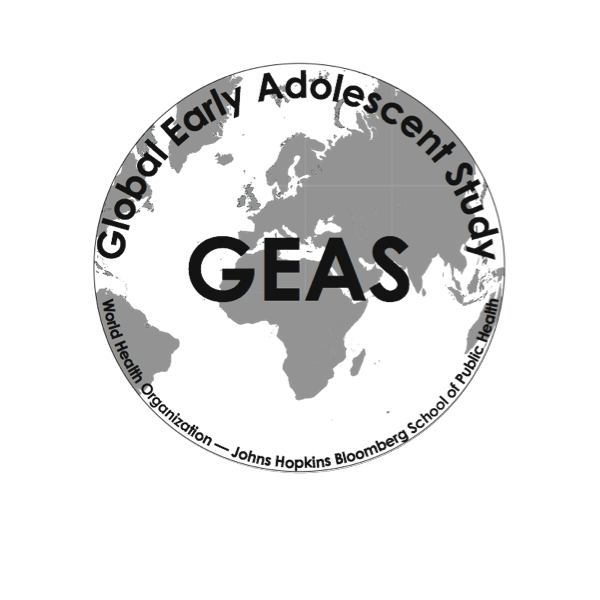 Global Early Adolescent Study
GEAS
World Health Organization — Johns Hopkins Bloomberg School of Public Health